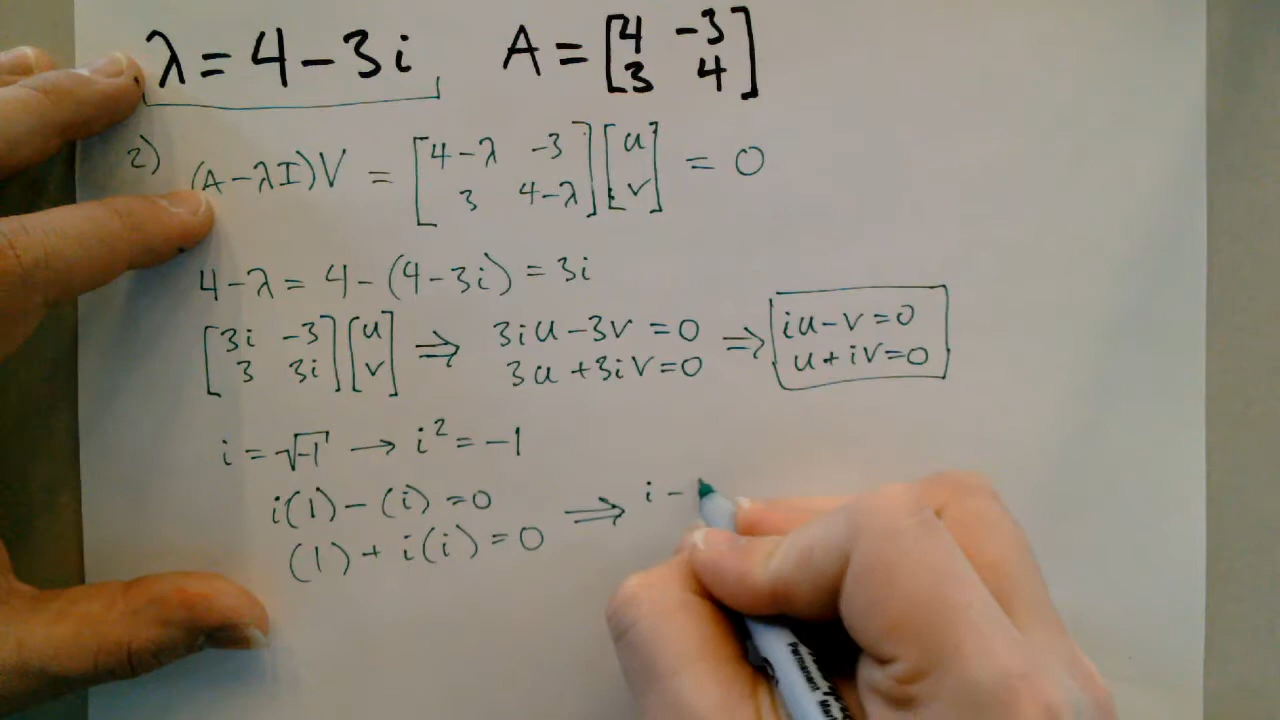 λ = 4 - 3i A = [4 -3
3 4]
2) (A - λI)V = [4-λ -3
3 4-λ] [u
v] = 0
4 - λ = 4 - (4 - 3i) = 3i
[3i -3
3 3i] [u
v] ⇒ 3iu - 3v = 0
3u + 3iv = 0 ⇒ iu - v = 0
u + iv = 0
i = √-1 → i² = -1
i(1) - (i) = 0
(1) + i(i) = 0 ⇒ i -
Permanent